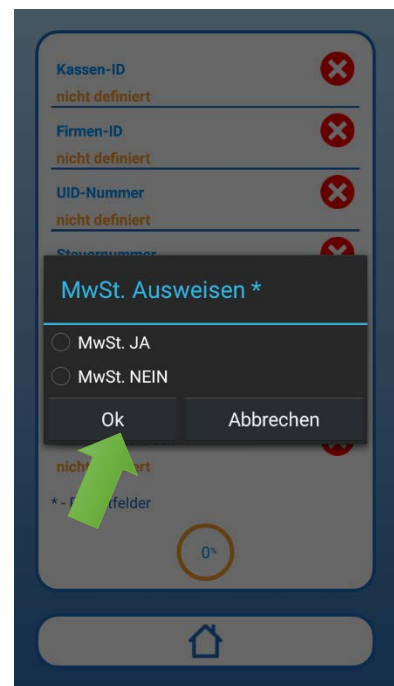 Kassen-ID
nicht definiert
Firmen-ID
nicht definiert
UID-Nummer
nicht definiert
Steuernummer
MwSt. Ausweisen *
MwSt. JA
MwSt. NEIN
Ok Abbrechen
* -
0%